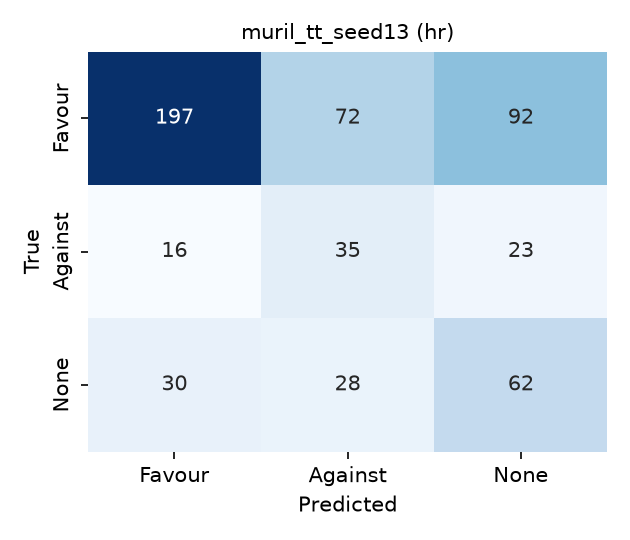 muril_tt_seed13 (hr)
Favour
197 72 92
True
Against
16 35 23
None
30 28 62
Favour Against None
Predicted